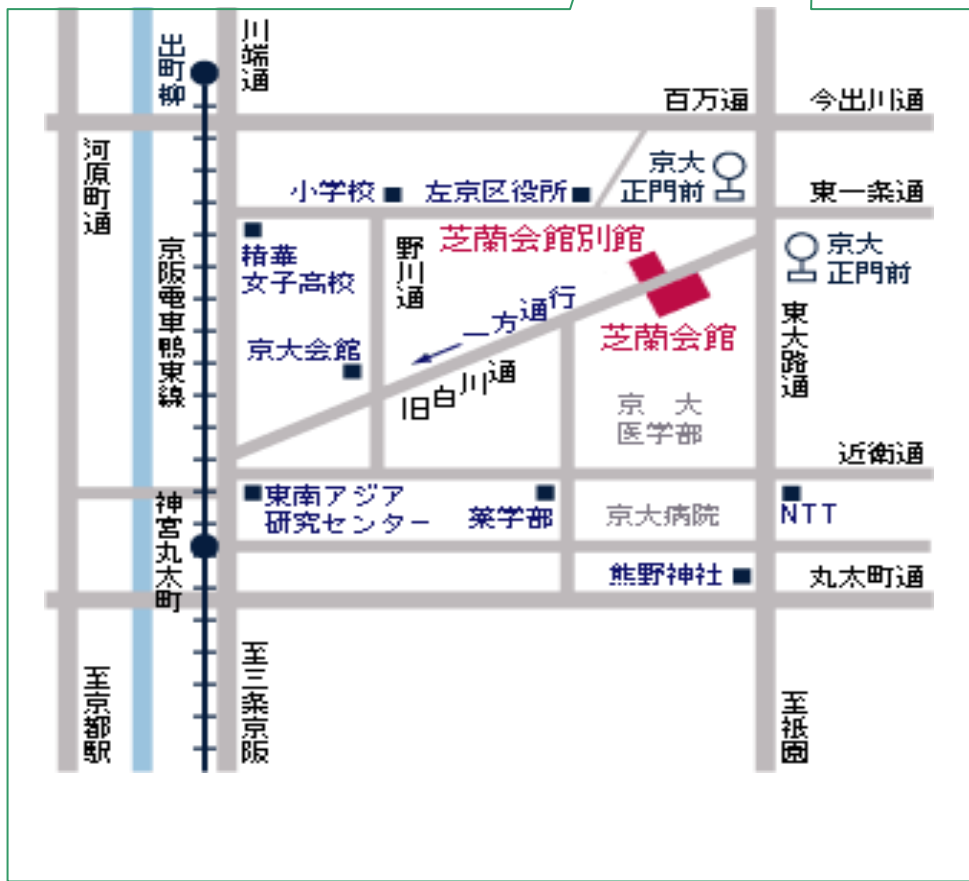 川端通
出町柳
百万遍
今出川通
河原町通
京大
正門前
小学校
左京区役所
東一条通
精華
女子高校
野川通
芝蘭会館別館
京大
正門前
京阪電車鴨東線
一方通行
芝蘭会館
東大路通
京大会館
旧白川通
京 大
医学部
近衛通
東南アジア
研究センター
薬学部
京大病院
NTT
神宮丸太町
熊野神社
丸太町通
至京都駅
至三条京阪
至祇園